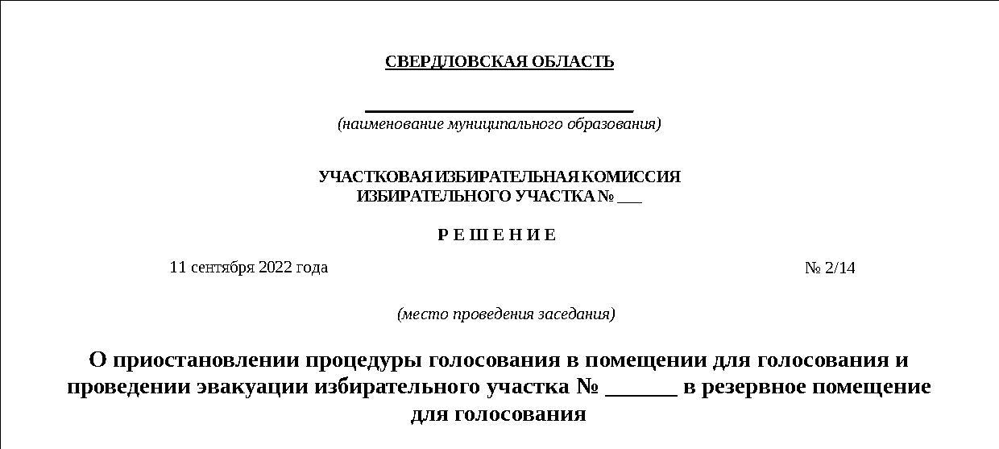 СВЕРДЛОВСКАЯ ОБЛАСТЬ
________________________________
(наименование муниципального образования)
УЧАСТКОВАЯ ИЗБИРАТЕЛЬНАЯ КОМИССИЯ
ИЗБИРАТЕЛЬНОГО УЧАСТКА № ___
Р Е Ш Е Н И Е
11 сентября 2022 года № 2/14
(место проведения заседания)
О приостановлении процедуры голосования в помещении для голосования и
проведении эвакуации избирательного участка № ______ в резервное помещение
для голосования